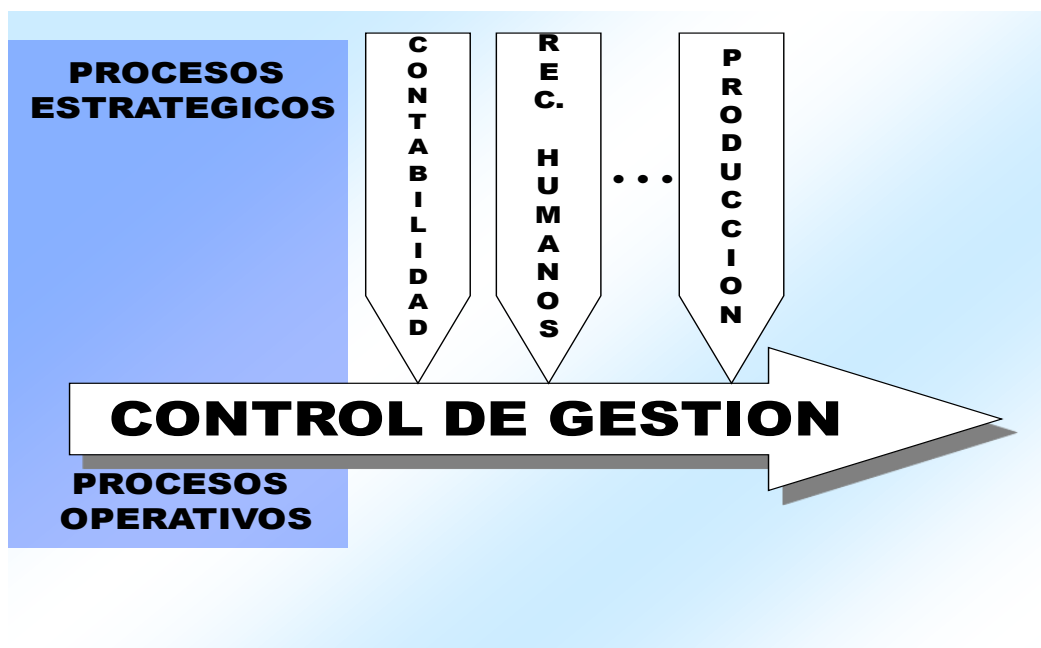 PROCESOS
ESTRATEGICOS
CONTABILIDAD
REC. HUMANOS
...
PRODUCCION
CONTROL DE GESTION
PROCESOS
OPERATIVOS